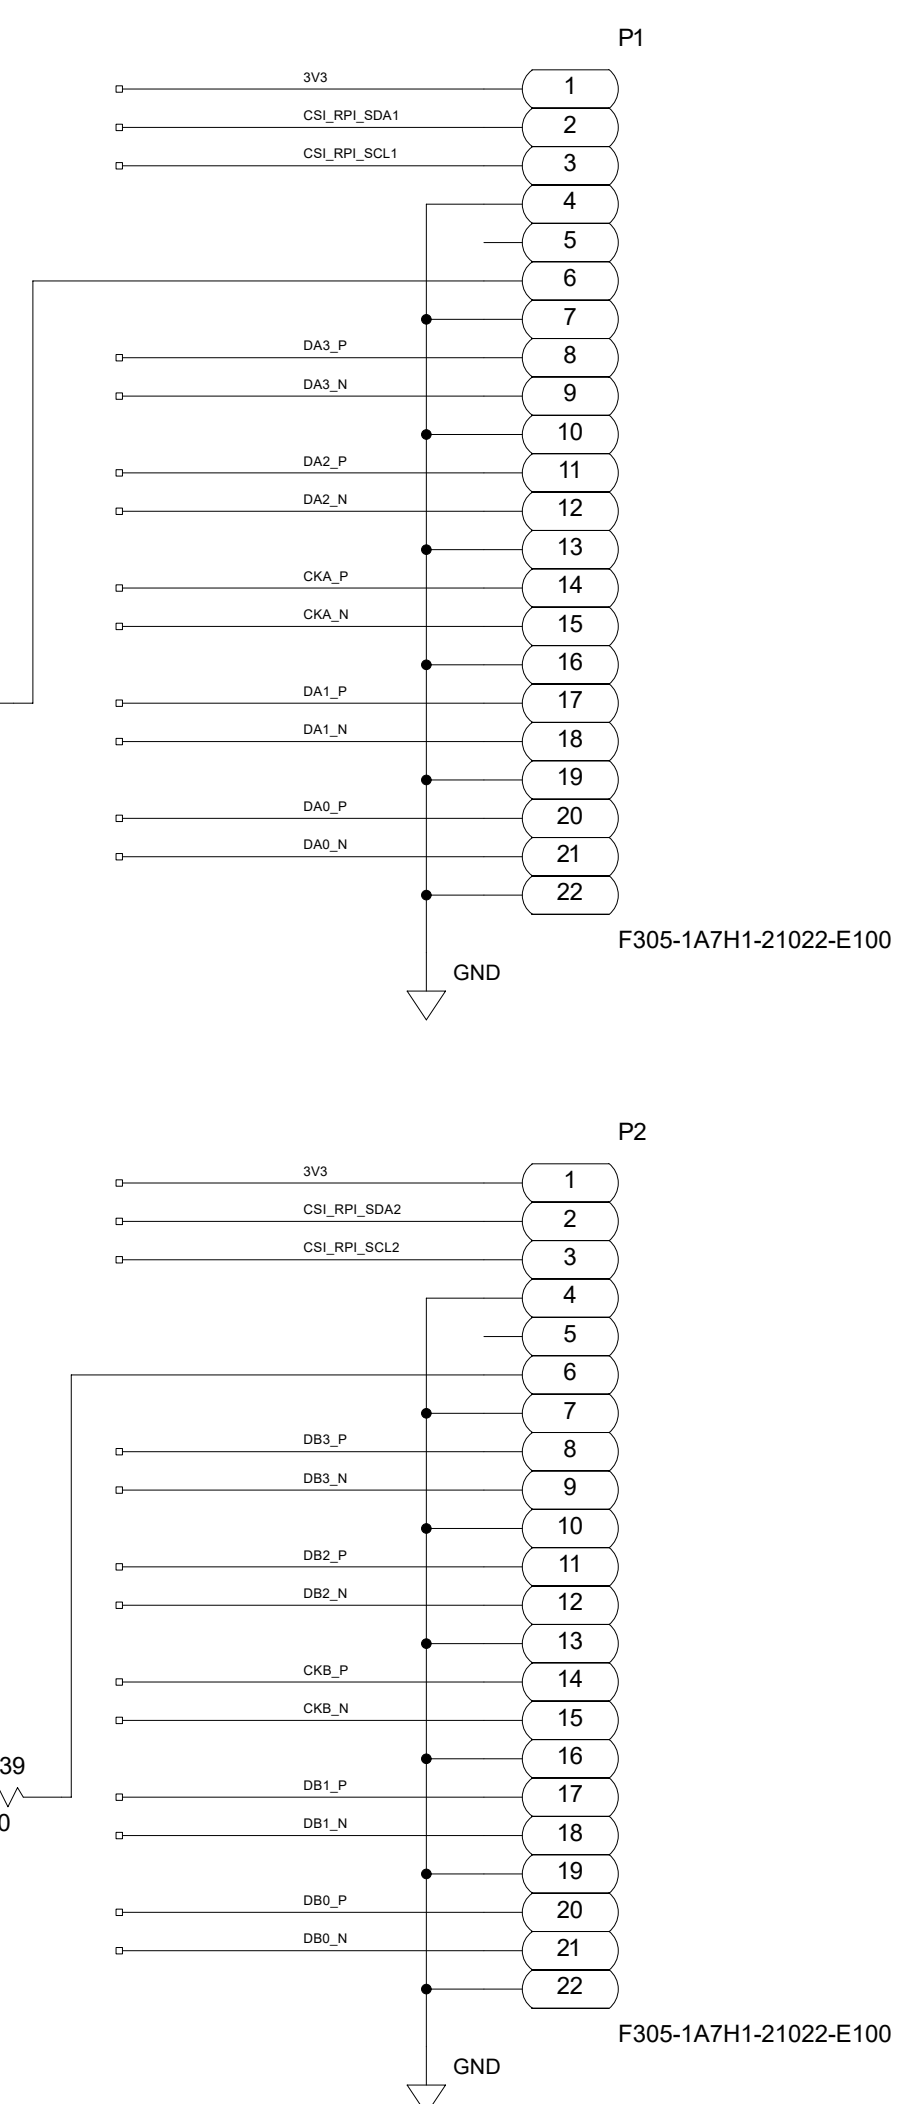 P1
3V3 1
CSI_RPI_SDA1 2
CSI_RPI_SCL1 3
4
5
6
7
DA3_P 8
DA3_N 9
10
DA2_P 11
DA2_N 12
13
CKA_P 14
CKA_N 15
16
DA1_P 17
DA1_N 18
19
DA0_P 20
DA0_N 21
22
F305-1A7H1-21022-E100
GND
P2
3V3 1
CSI_RPI_SDA2 2
CSI_RPI_SCL2 3
4
5
6
7
DB3_P 8
DB3_N 9
10
DB2_P 11
DB2_N 12
13
CKB_P 14
CKB_N 15
16
39
DB1_P 17
0
DB1_N 18
19
DB0_P 20
DB0_N 21
22
F305-1A7H1-21022-E100
GND